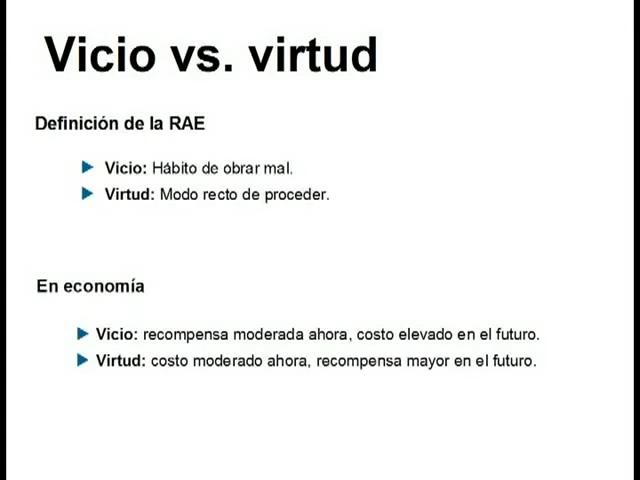 Vicio vs. virtud
Definición de la RAE
Vicio: Hábito de obrar mal.
Virtud: Modo recto de proceder.
En economía
Vicio: recompensa moderada ahora, costo elevado en el futuro.
Virtud: costo moderado ahora, recompensa mayor en el futuro.